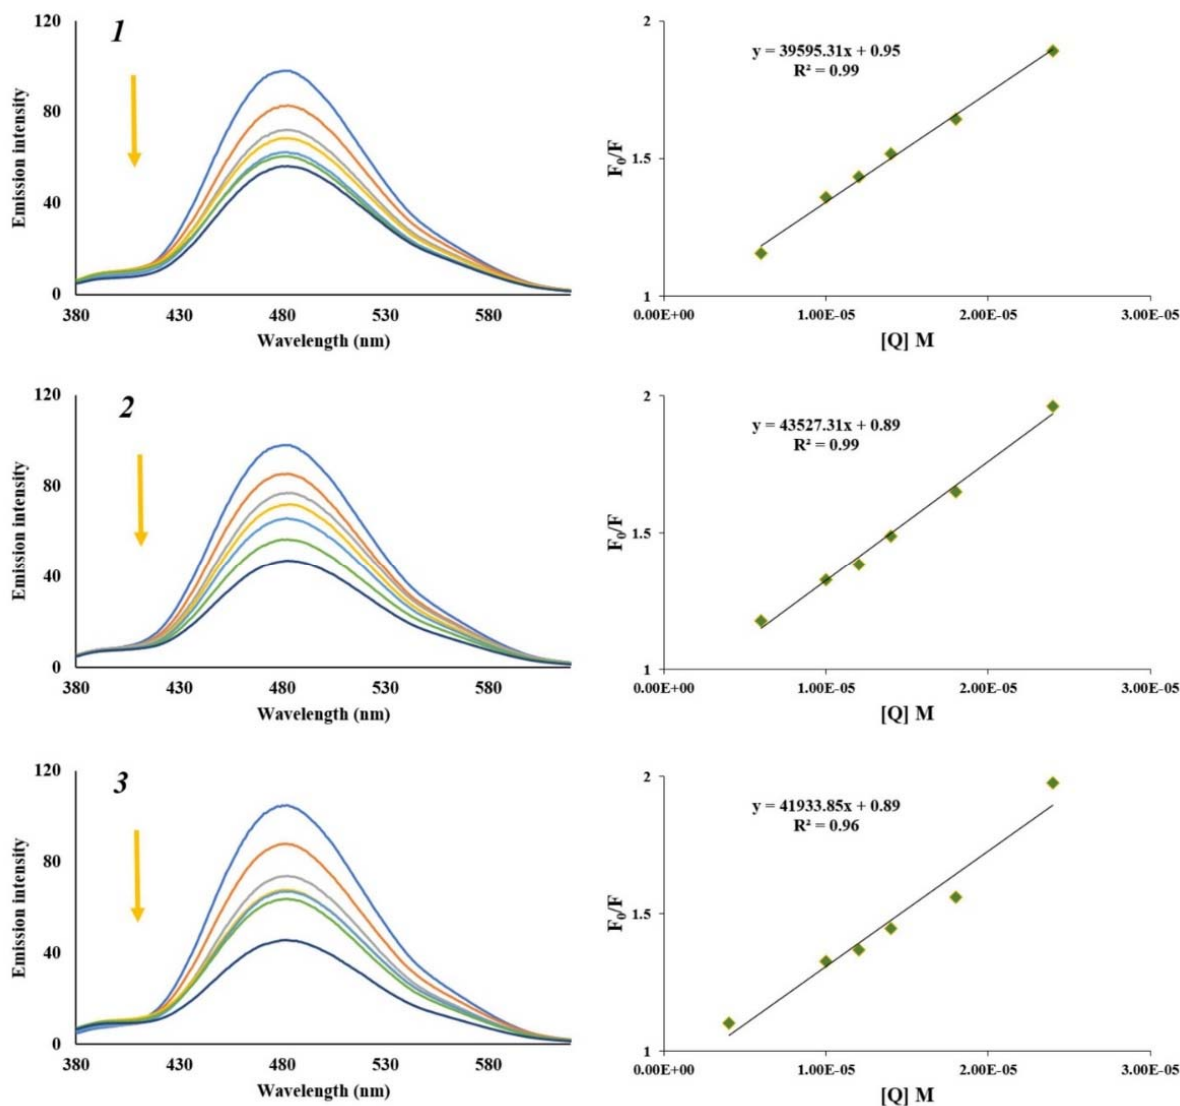 1
120
80
40
0
Emission intensity
380 430 480 530 580
Wavelength (nm)
y = 39595.31x + 0.95
R² = 0.99
2
1.5
1
F₀/F
0.00E+00 1.00E-05 2.00E-05 3.00E-05
[Q] M
2
120
80
40
0
Emission intensity
380 430 480 530 580
Wavelength (nm)
y = 43527.31x + 0.89
R² = 0.99
2
1.5
1
F₀/F
0.00E+00 1.00E-05 2.00E-05 3.00E-05
[Q] M
3
120
80
40
0
Emission intensity
380 430 480 530 580
Wavelength (nm)
y = 41933.85x + 0.89
R² = 0.96
2
1.5
1
F₀/F
0.00E+00 1.00E-05 2.00E-05 3.00E-05
[Q] M